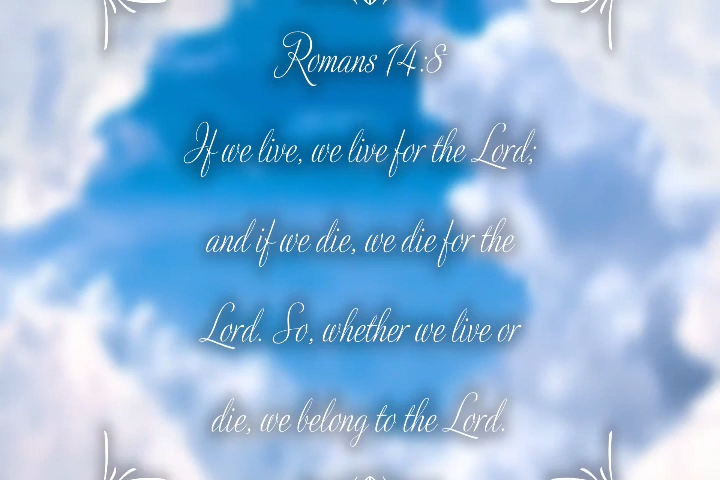 Romans 14:8
If we live, we live for the Lord;
and if we die, we die for the
Lord. So, whether we live or
die, we belong to the Lord.